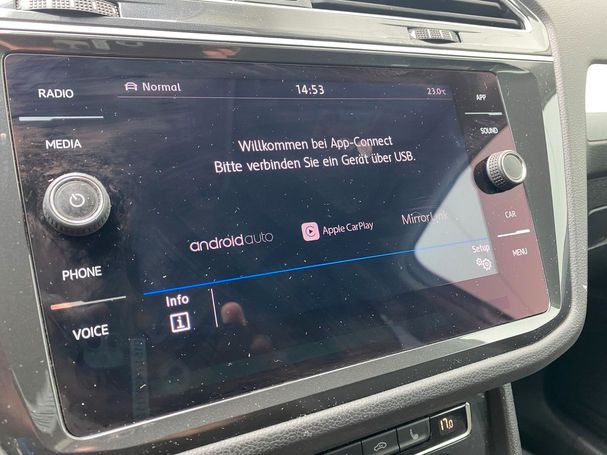 RADIO
MEDIA
PHONE
VOICE
Normal
14:53
23.0°C
Willkommen bei App-Connect
Bitte verbinden Sie ein Gerät über USB.
androidauto
Apple CarPlay
MirrorLink
Setup
Info
i
APP
SOUND
CAR
MENU
17.0